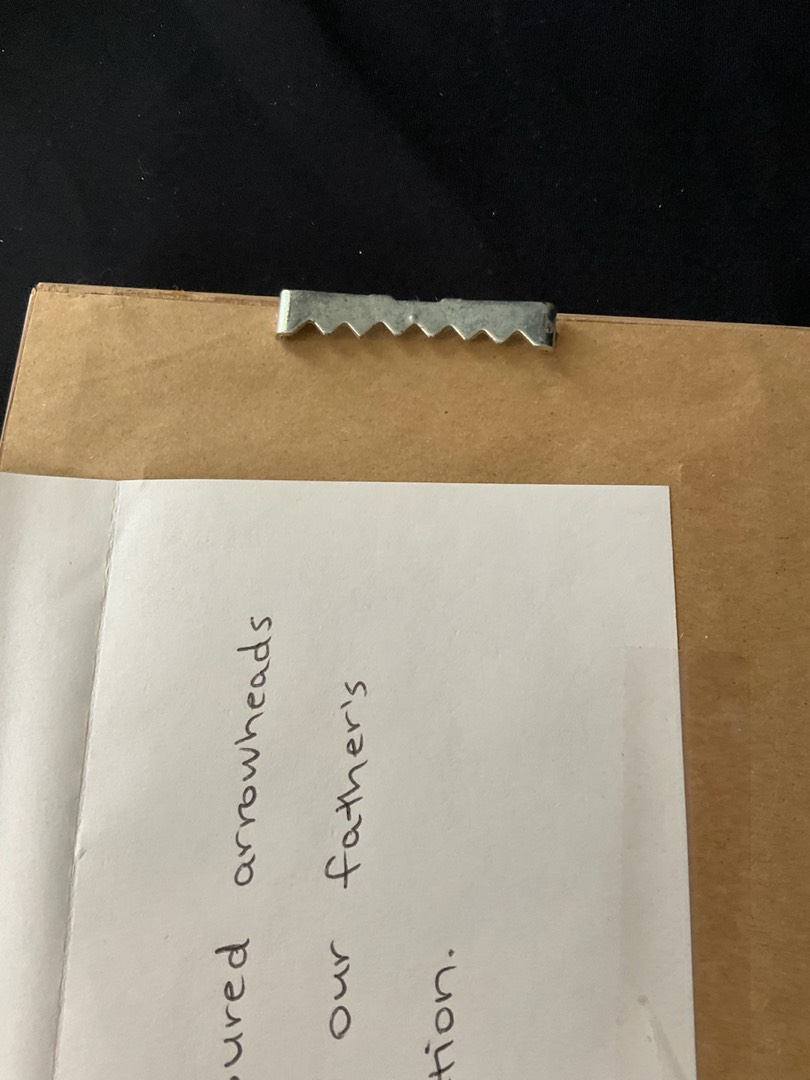 ured arrowheads
our father's
tion.